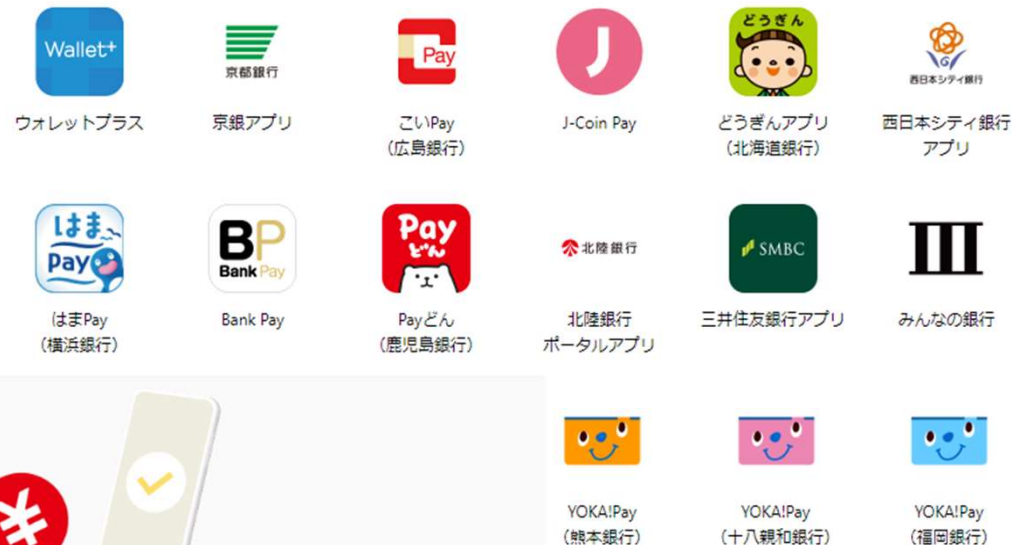 Wallet+
ウォレットプラス
京都銀行
京銀アプリ
Pay
こいPay
(広島銀行)
J
J-Coin Pay
どうぎん
どうぎんアプリ
(北海道銀行)
西日本シティ銀行
西日本シティ銀行
アプリ
はま
Pay
はまPay
(横浜銀行)
BP
Bank Pay
Bank Pay
Pay
どん
Payどん
(鹿児島銀行)
北陸銀行
北陸銀行
ポータルアプリ
SMBC
三井住友銀行アプリ
みんなの銀行
¥
YOKA!Pay
(熊本銀行)
YOKA!Pay
(十八親和銀行)
YOKA!Pay
(福岡銀行)